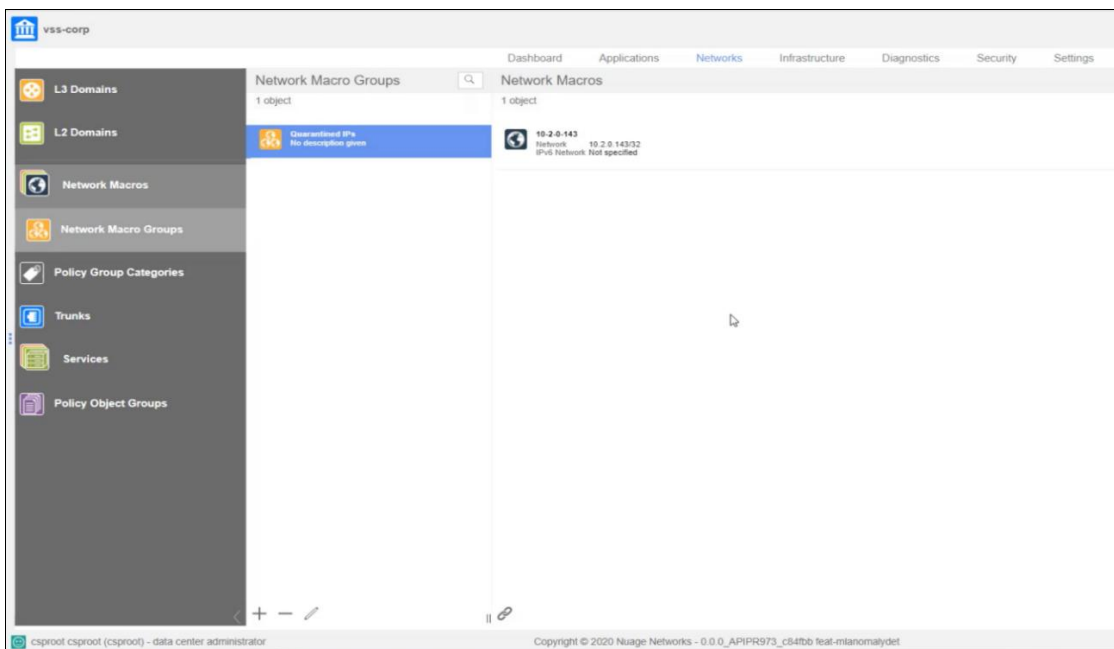 vss-corp
Dashboard Applications Networks Infrastructure Diagnostics Security Settings
L3 Domains
L2 Domains
Network Macros
Network Macro Groups
Policy Group Categories
Trunks
Services
Policy Object Groups
Network Macro Groups
1 object
Quarantined IPs
No description given
Network Macros
1 object
10-2-0-143
Network 10.2.0.143/32
IPv6 Network Not specified
csproot csproot (csproot) - data center administrator
Copyright © 2020 Nuage Networks - 0.0.0_APIPR973_c84fbb feat-mlanomalydet